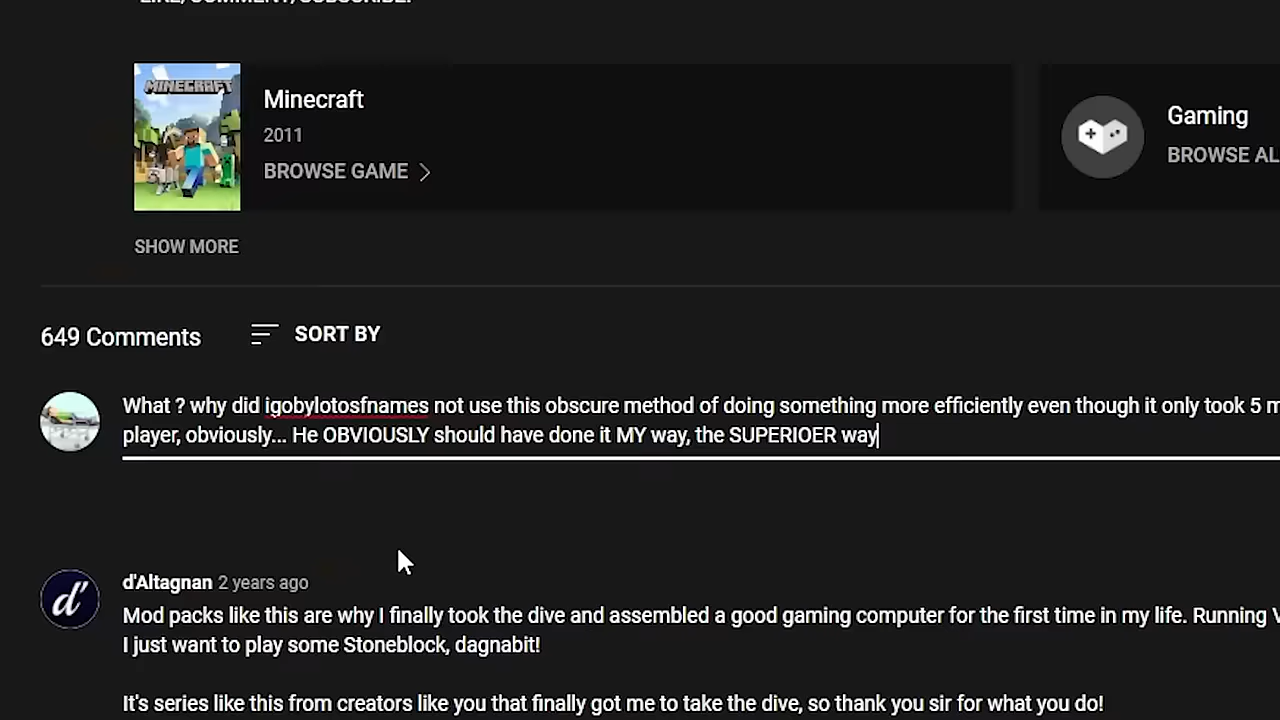 LIKE/COMMENT/SUBSCRIBE!
MINECRAFT
Minecraft
2011
BROWSE GAME
Gaming
BROWSE AL
SHOW MORE
649 Comments
SORT BY
What ? why did igobylotosfnames not use this obscure method of doing something more efficiently even though it only took 5 m
player, obviously... He OBVIOUSLY should have done it MY way, the SUPERIOER way
d'
d'Altagnan 2 years ago
Mod packs like this are why I finally took the dive and assembled a good gaming computer for the first time in my life. Running V
I just want to play some Stoneblock, dagnabit!
It's series like this from creators like you that finally got me to take the dive, so thank you sir for what you do!